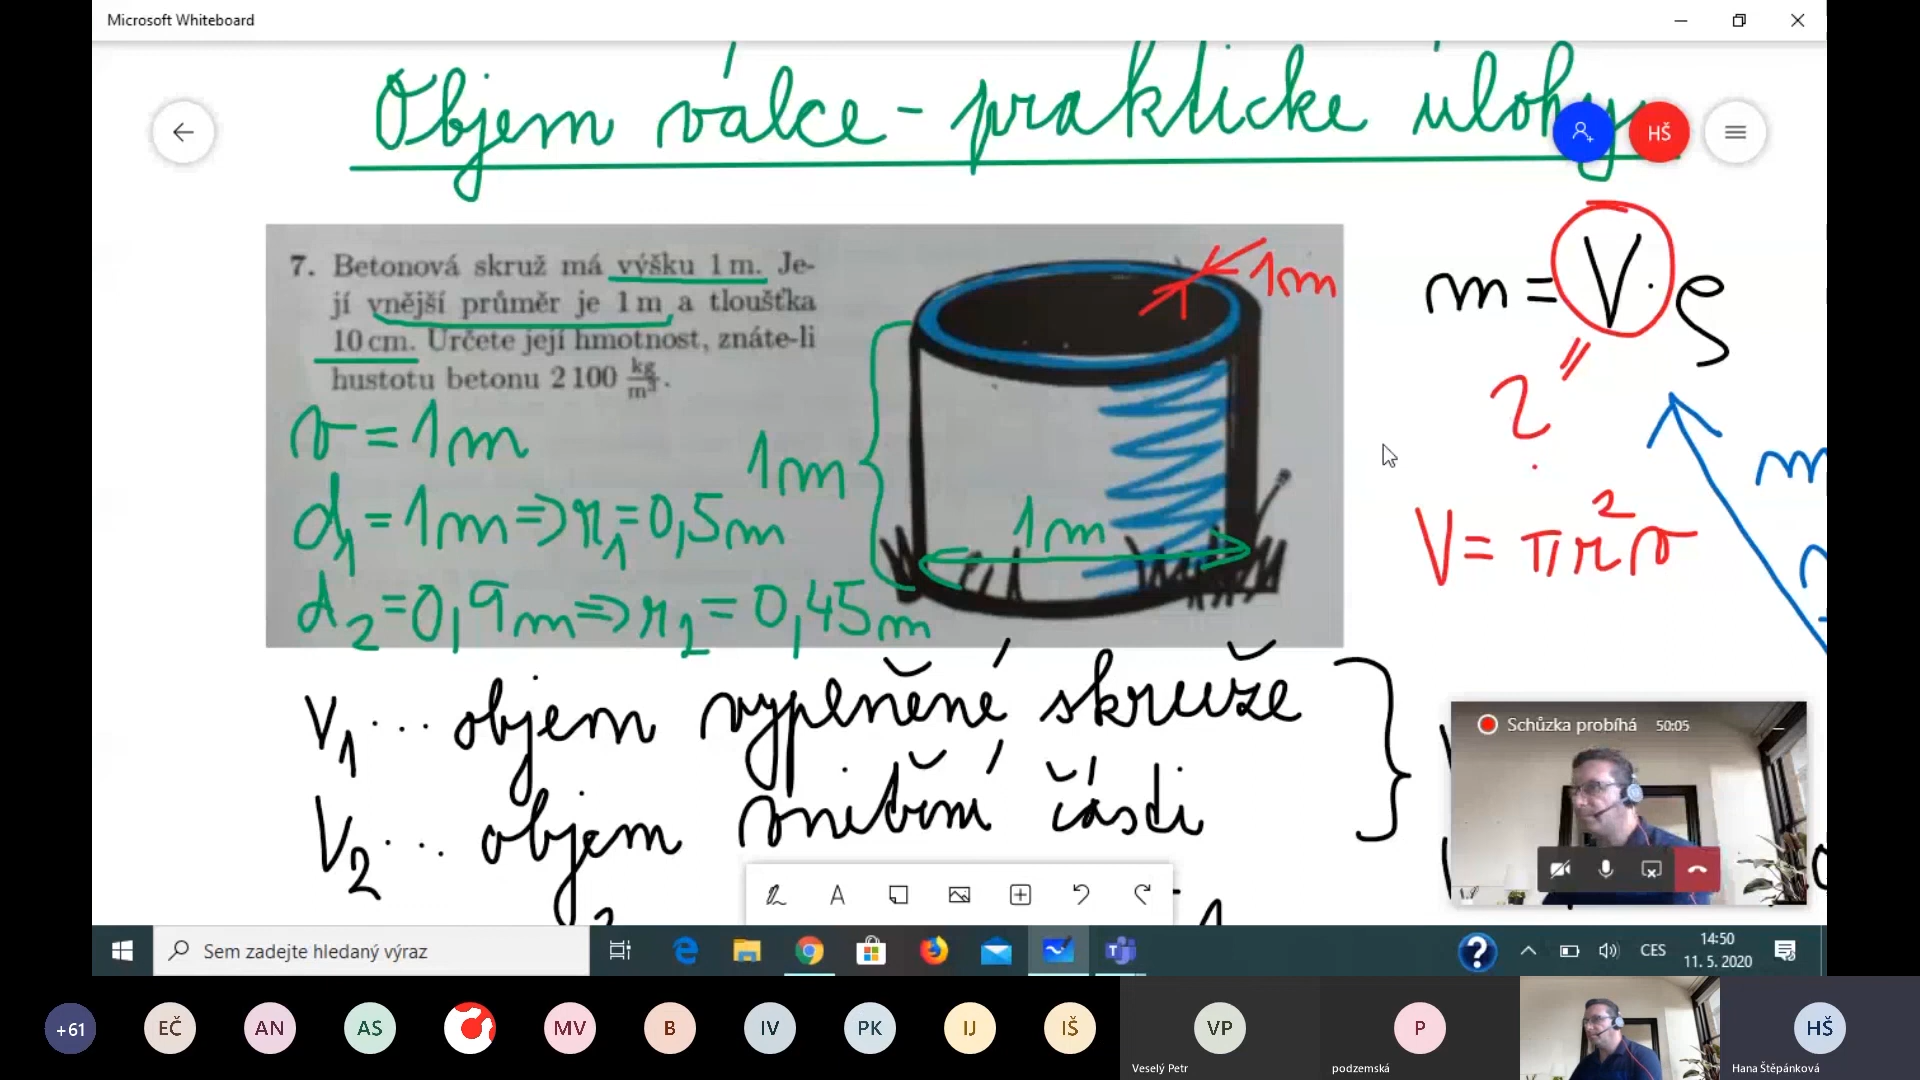 Microsoft Whiteboard
Objem válce - praktické úlohy
HŠ
7. Betonová skruž má výšku 1 m. Je-
jí vnější průměr je 1 m a tloušťka
10 cm. Určete její hmotnost, znáte-li
hustotu betonu 2 100 kg/m³.
1m
m = V · ρ
?
v = 1m
1m
d₁ = 1m ⇒ r₁ = 0,5m
1m
V = πr²v
d₂ = 0,9m ⇒ r₂ = 0,45m
V₁ ... objem vyplněné skruže
V₂ ... objem vnitřní části
Schůzka probíhá 50:05
Sem zadejte hledaný výraz
CES
14:50
11. 5. 2020
+61
EČ
AN
AS
MV
B
IV
PK
IJ
IŠ
VP
Veselý Petr
P
podzemská
HŠ
Hana Štěpánková